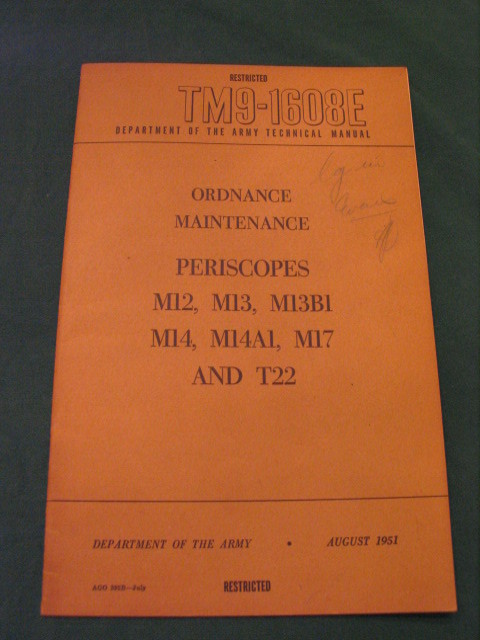 RESTRICTED
TM9-1608E
DEPARTMENT OF THE ARMY TECHNICAL MANUAL
ORDNANCE
MAINTENANCE
PERISCOPES
M12, M13, M13B1
M14, M14A1, M17
AND T22
DEPARTMENT OF THE ARMY • AUGUST 1951
AGO
RESTRICTED